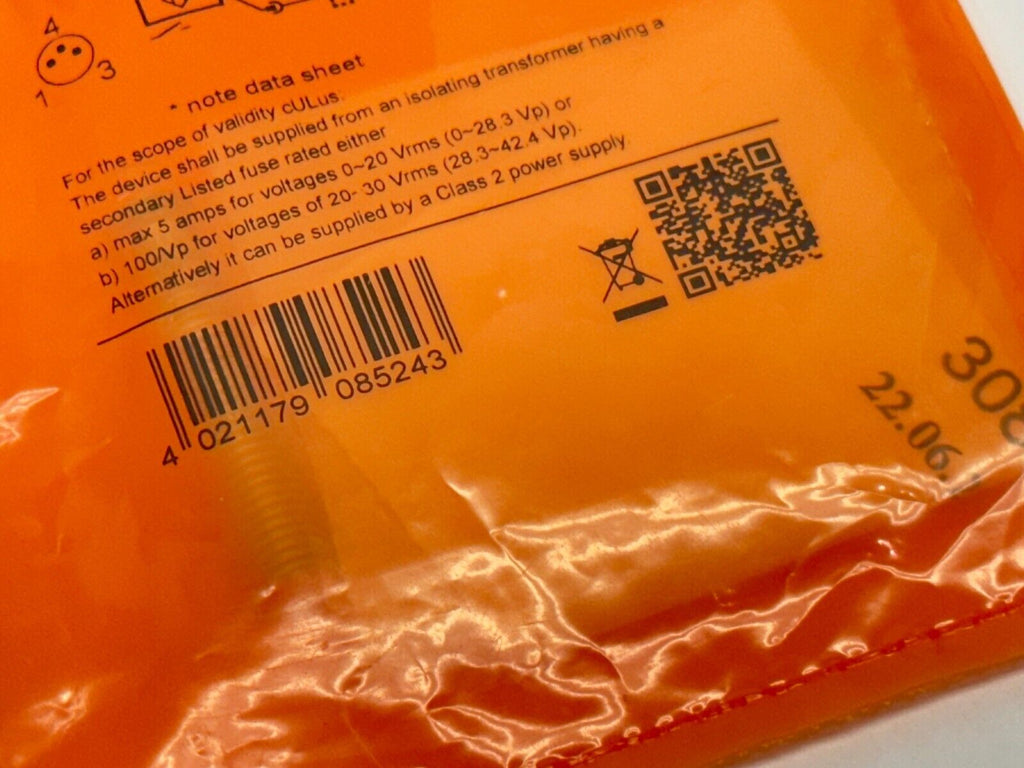 4
3
1
* note data sheet
For the scope of validity cULus:
The device shall be supplied from an isolating transformer having a
secondary Listed fuse rated either
a) max 5 amps for voltages 0~20 Vrms (0~28.3 Vp) or
b) 100/Vp for voltages of 20- 30 Vrms (28.3~42.4 Vp).
Alternatively it can be supplied by a Class 2 power supply.
4 021179 085243
308
22.06.